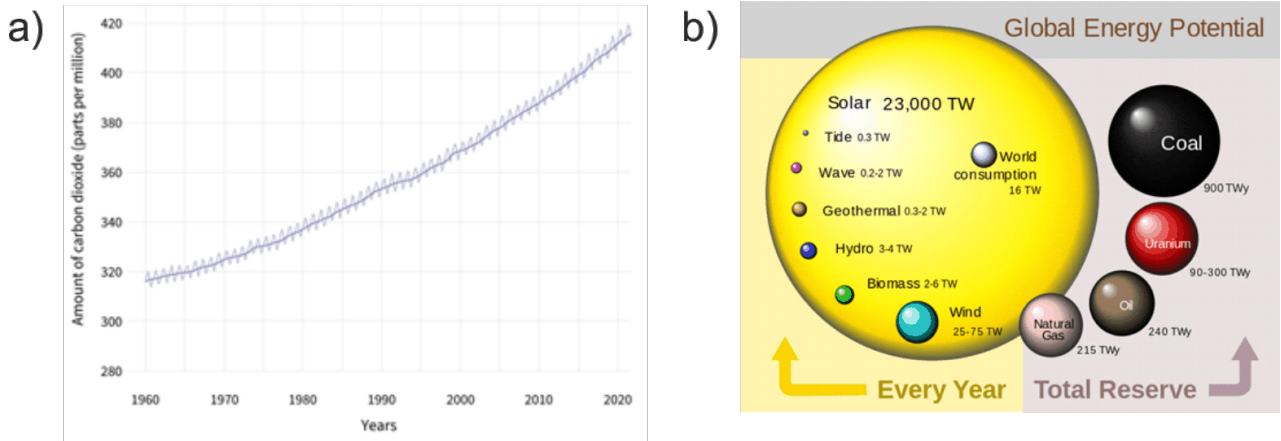 a)
Amount of carbon dioxide (parts per million)
420
400
380
360
340
320
300
280
1960
1970
1980
1990
2000
2010
2020
Years
b)
Global Energy Potential
Solar 23,000 TW
Tide 0.3 TW
Wave 0.2-2 TW
Geothermal 0.3-2 TW
Hydro 3-4 TW
Biomass 2-6 TW
Wind
25-75 TW
World
consumption
16 TW
Coal
900 TWy
Uranium
90-300 TWy
Oil
240 TWy
Natural
Gas
215 TWy
Every Year
Total Reserve